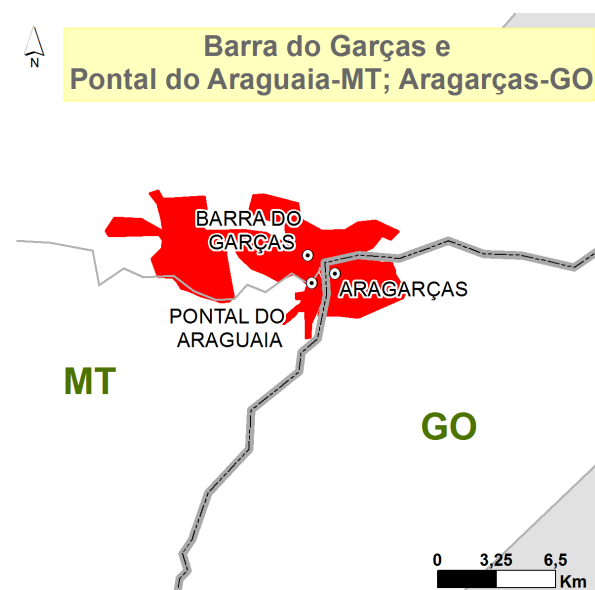 Barra do Garças e
Pontal do Araguaia-MT; Aragarças-GO
N
BARRA DO
GARÇAS
ARAGARÇAS
PONTAL DO
ARAGUAIA
MT
GO
0 3,25 6,5
Km